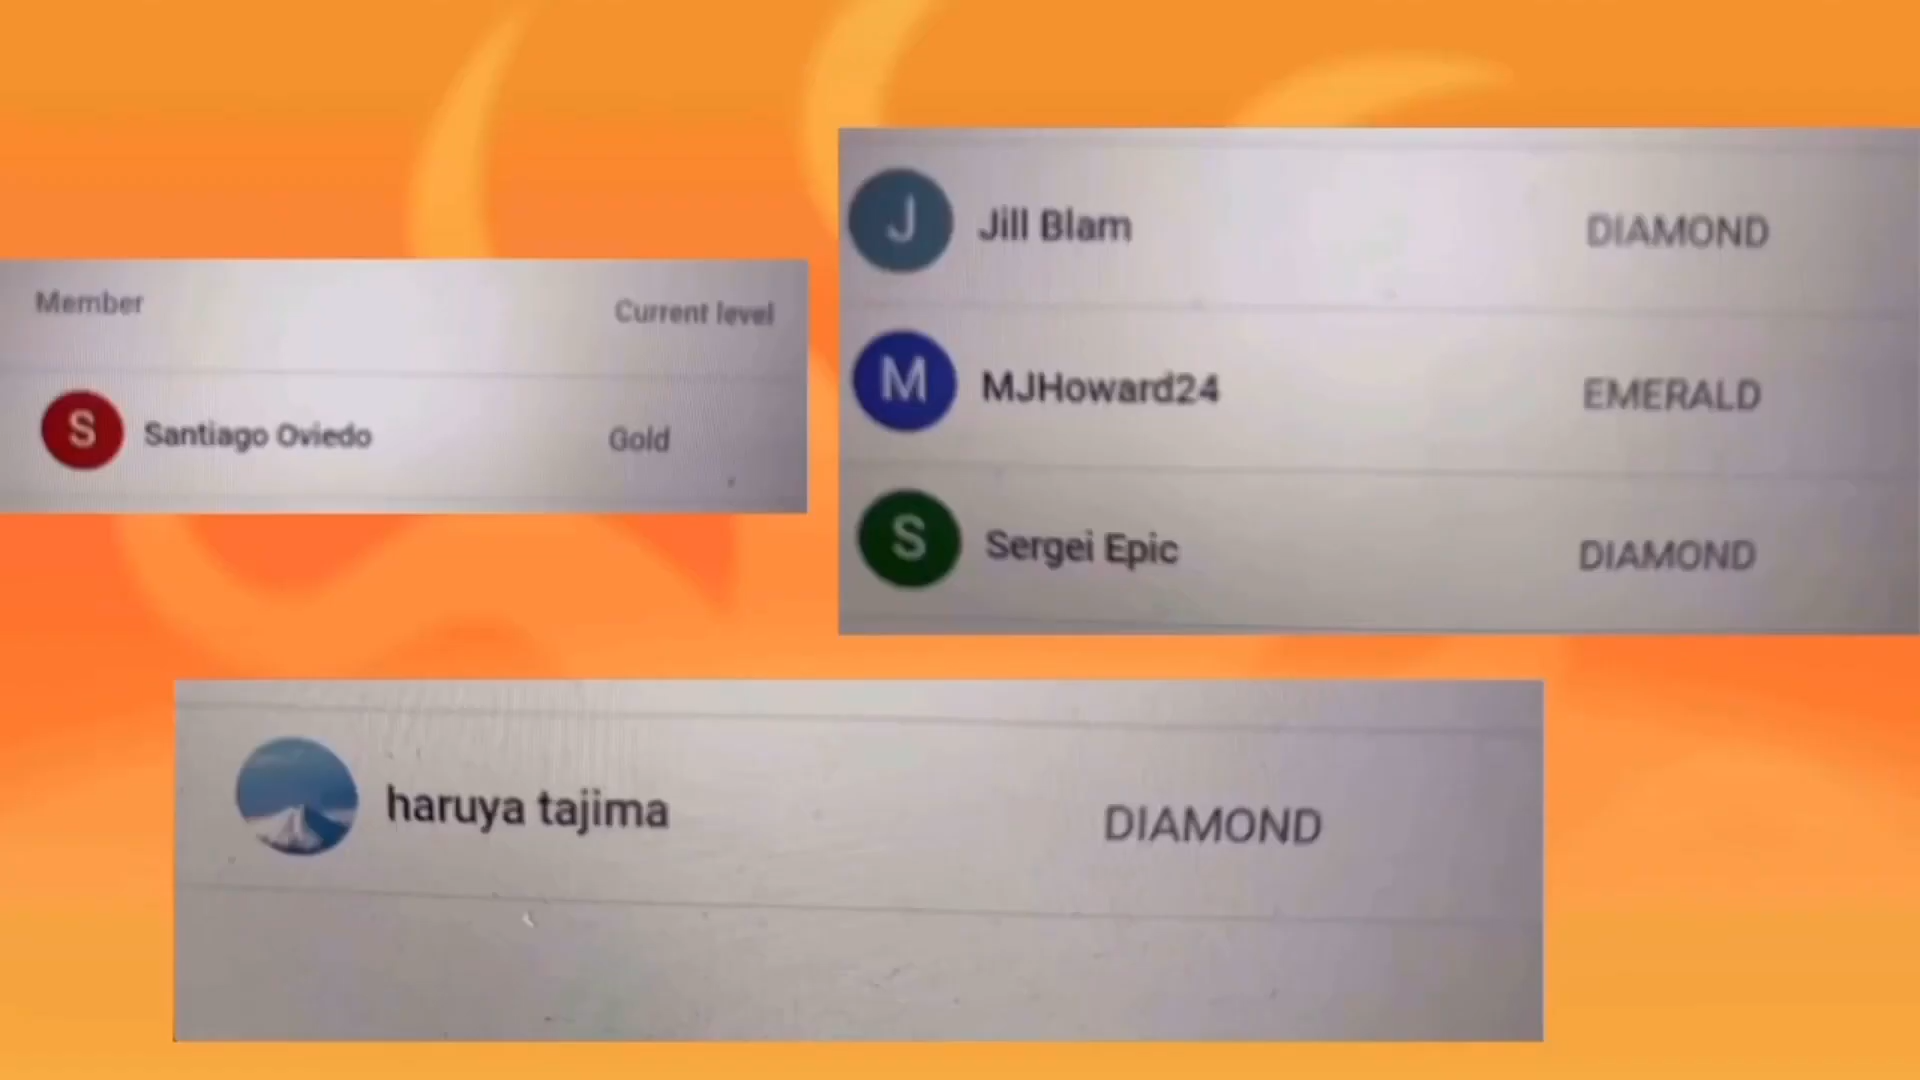 Member Current level
S Santiago Oviedo Gold
J Jill Blam DIAMOND
M MJHoward24 EMERALD
S Sergei Epic DIAMOND
haruya tajima DIAMOND